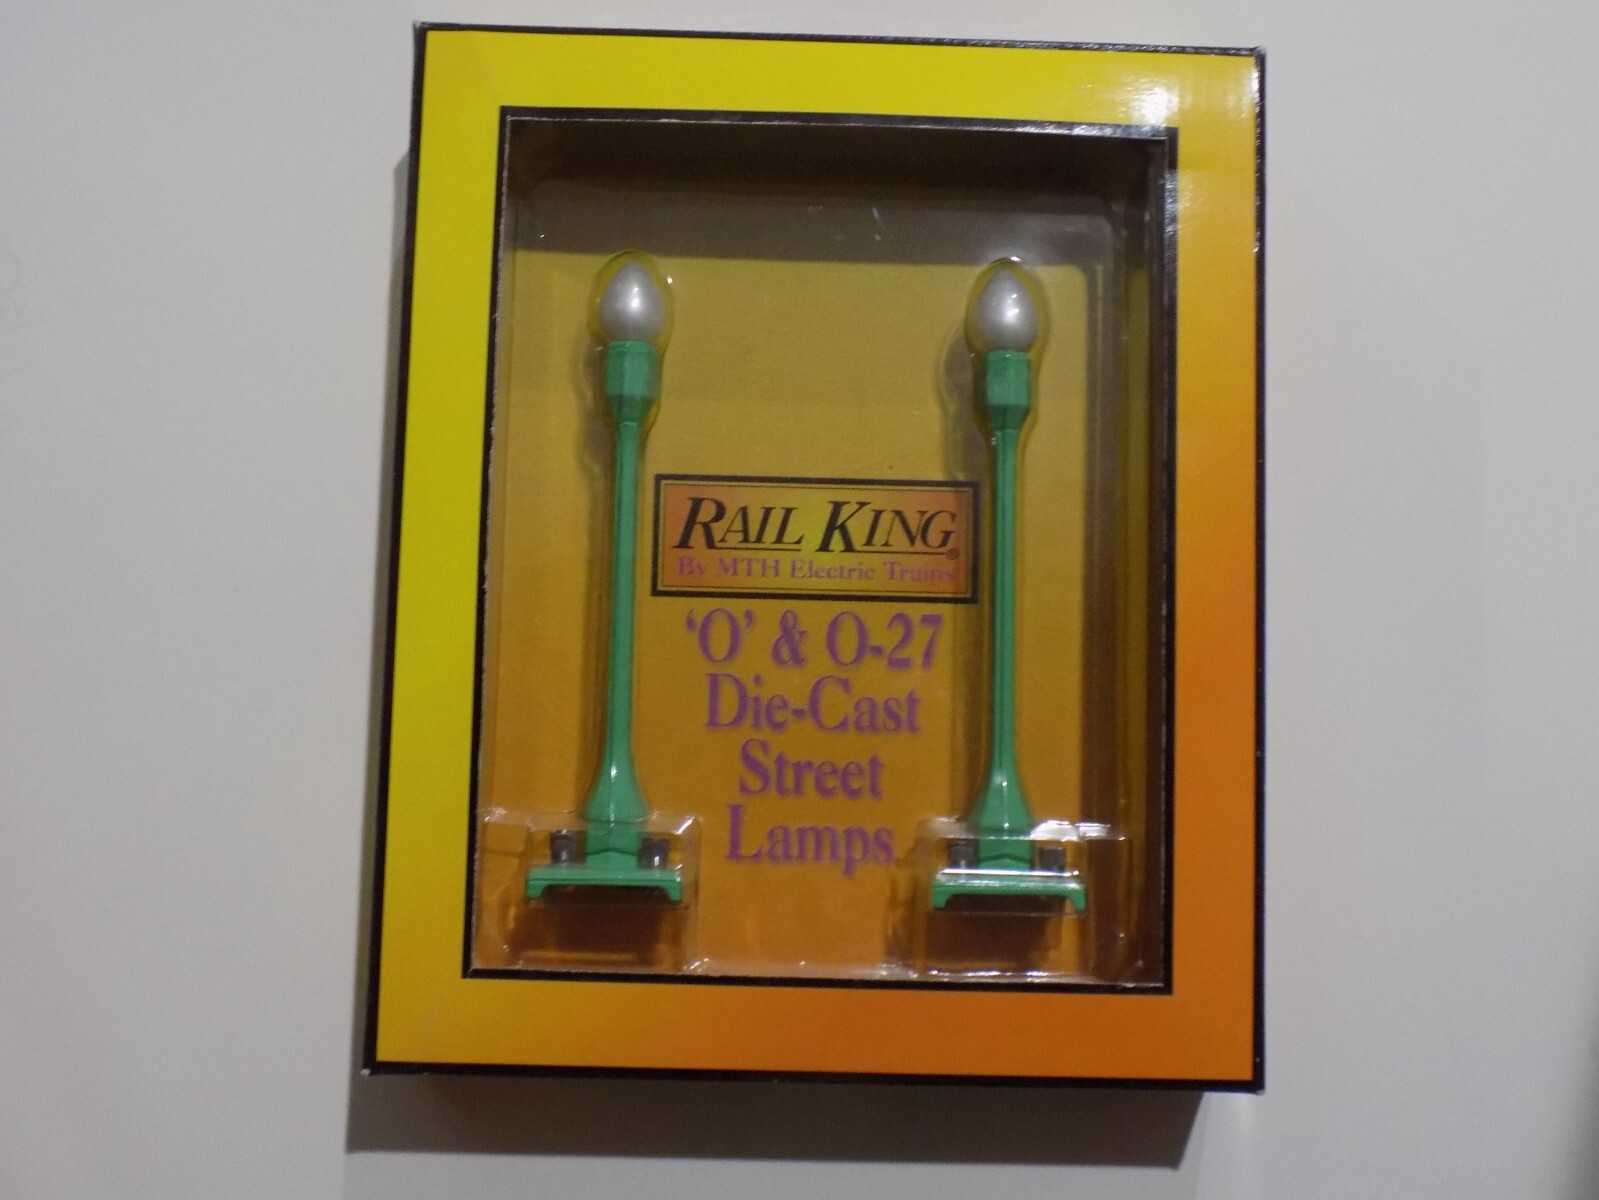 RAIL KING®
By MTH Electric Trains
'O' & O-27
Die-Cast
Street
Lamps